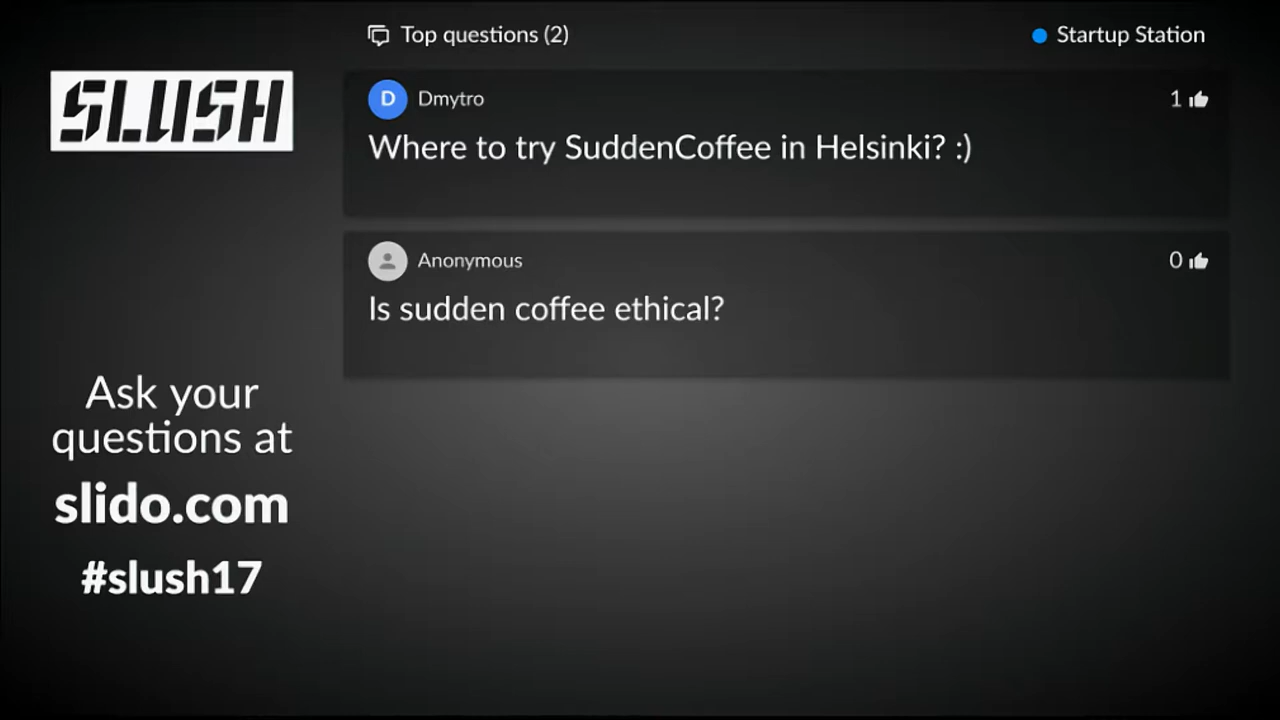 Top questions (2)
Startup Station
SLUSH
D
Dmytro
1
Where to try SuddenCoffee in Helsinki? :)
Anonymous
0
Is sudden coffee ethical?
Ask your
questions at
slido.com
#slush17